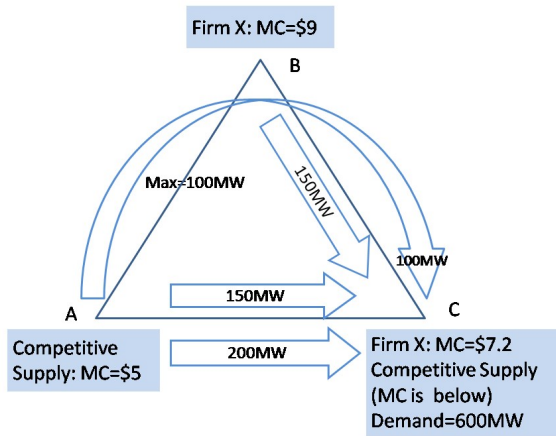 Firm X: MC=$9
B
Max=100MW
150MW
100MW
150MW
A
C
200MW
Competitive
Supply: MC=$5
Firm X: MC=$7.2
Competitive Supply
(MC is below)
Demand=600MW